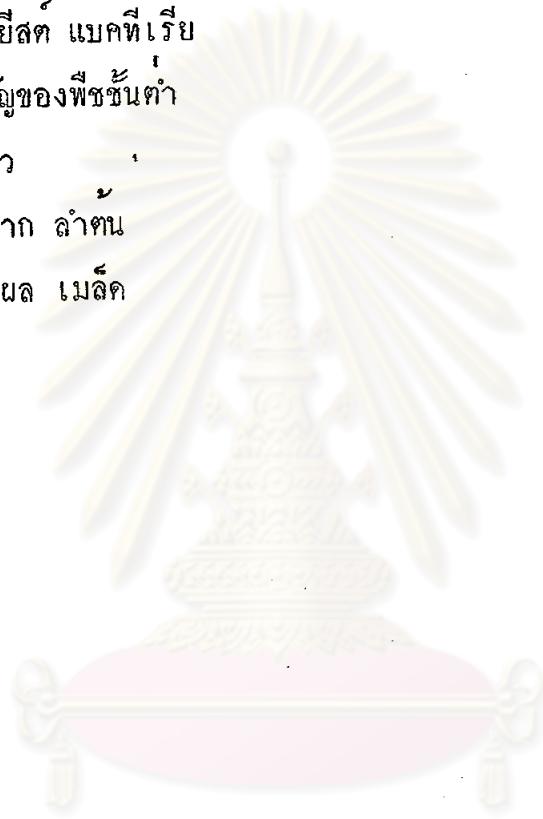 ยีสต์ แบคทีเรีย
ญของพืชชั้นต่ำ
ว
าก ลำต้น
ผล เมล็ด